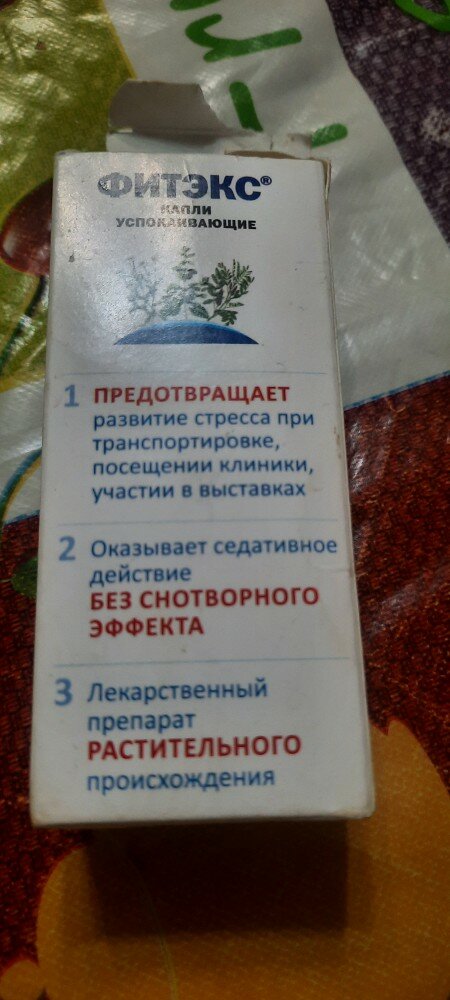 ФИТЭКС®
КАПЛИ
УСПОКАИВАЮЩИЕ
1 ПРЕДОТВРАЩАЕТ
развитие стресса при
транспортировке,
посещении клиники,
участии в выставках
2 Оказывает седативное
действие
БЕЗ СНОТВОРНОГО
ЭФФЕКТА
3 Лекарственный
препарат
РАСТИТЕЛЬНОГО
происхождения